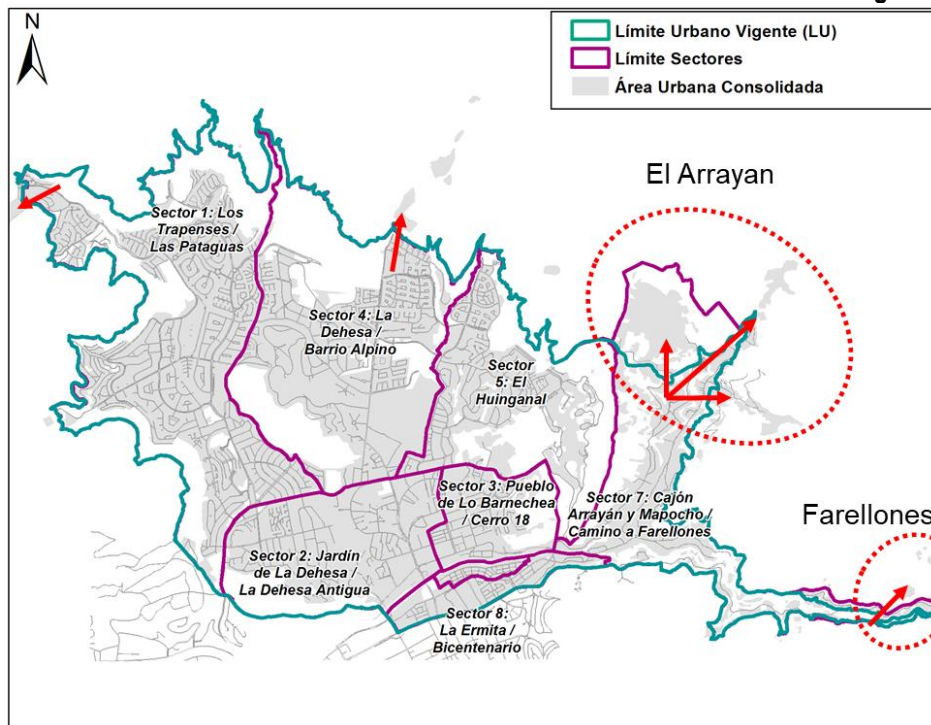 N
Límite Urbano Vigente (LU)
Límite Sectores
Área Urbana Consolidada
El Arrayan
Sector 1: Los
Trapenses /
Las Pataguas
Sector 4: La
Dehesa /
Barrio Alpino
Sector
5: El
Huinganal
Sector 3: Pueblo
de Lo Barnechea
/ Cerro 18
Sector 7: Cajón
Arrayán y Mapocho /
Camino a Farellones
Farellones
Sector 2: Jardín
de La Dehesa /
La Dehesa Antigua
Sector 8:
La Ermita /
Bicentenario